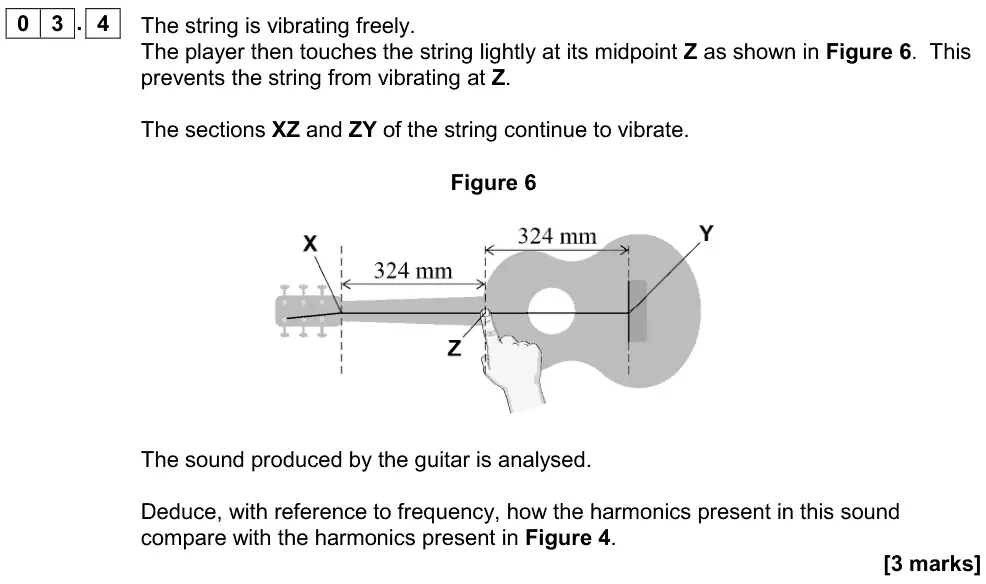 03.4 The string is vibrating freely.
The player then touches the string lightly at its midpoint Z as shown in Figure 6. This
prevents the string from vibrating at Z.
The sections XZ and ZY of the string continue to vibrate.
Figure 6
X
324 mm
324 mm
Y
Z
The sound produced by the guitar is analysed.
Deduce, with reference to frequency, how the harmonics present in this sound
compare with the harmonics present in Figure 4.
[3 marks]